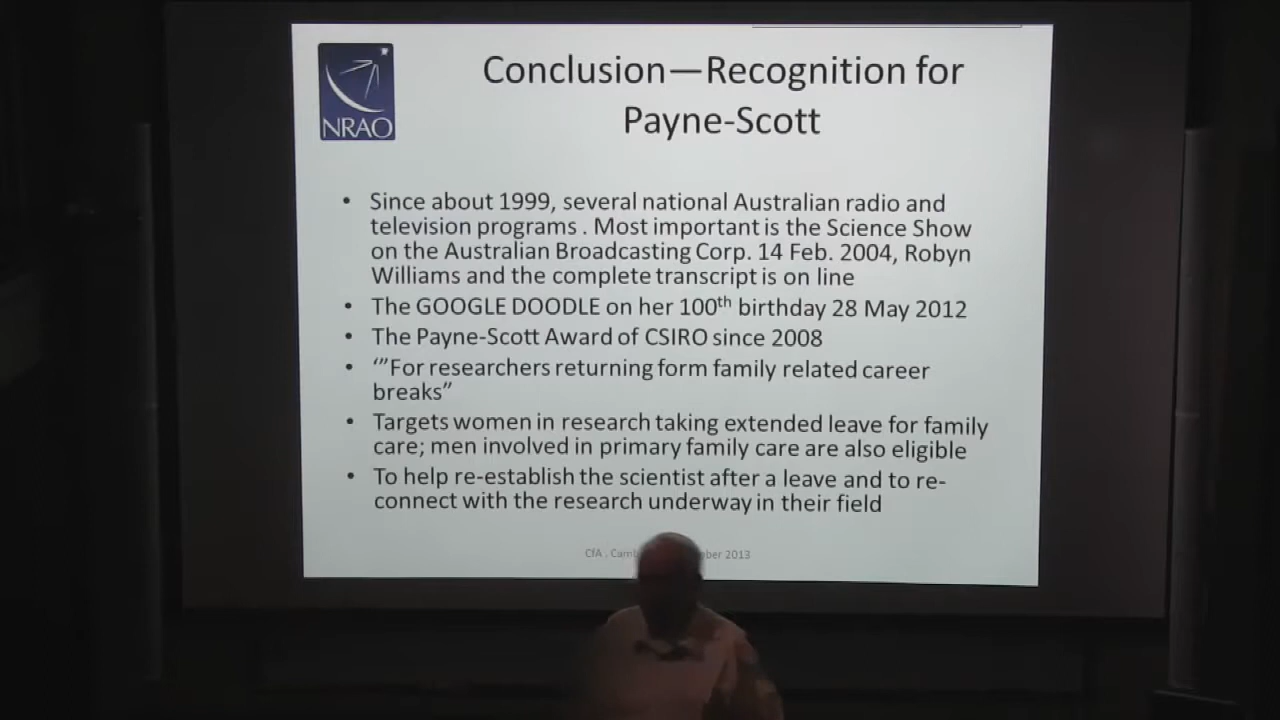 NRAO
Conclusion—Recognition for
Payne-Scott
• Since about 1999, several national Australian radio and
television programs . Most important is the Science Show
on the Australian Broadcasting Corp. 14 Feb. 2004, Robyn
Williams and the complete transcript is on line
• The GOOGLE DOODLE on her 100th birthday 28 May 2012
• The Payne-Scott Award of CSIRO since 2008
• ‘”For researchers returning form family related career
breaks”
• Targets women in research taking extended leave for family
care; men involved in primary family care are also eligible
• To help re-establish the scientist after a leave and to re-
connect with the research underway in their field
CfA . 2013